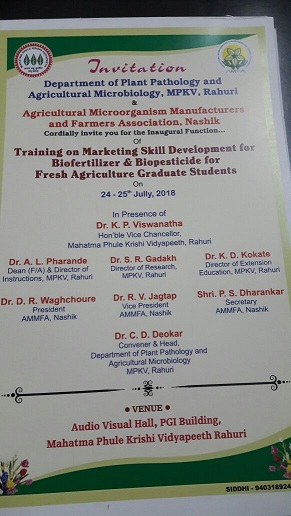 Invitation
Department of Plant Pathology and
Agricultural Microbiology, MPKV, Rahuri
&
Agricultural Microorganism Manufacturers
and Farmers Association, Nashik
Cordially invite you for the Inaugural Function...
Of
Training on Marketing Skill Development for
Biofertilizer & Biopesticide for
Fresh Agriculture Graduate Students
On
24 - 25th Jully, 2018
In Presence of
Dr. K. P. Viswanatha
Hon'ble Vice Chancellor,
Mahatma Phule Krishi Vidyapeeth, Rahuri
Dr. A. L. Pharande
Dean (F/A) & Director of
Instructions, MPKV, Rahuri
Dr. S. R. Gadakh
Director of Research,
MPKV, Rahuri
Dr. K. D. Kokate
Director of Extension
Education, MPKV, Rahuri
Dr. D. R. Waghchoure
President
AMMFA, Nashik
Dr. R. V. Jagtap
Vice President
AMMFA, Nashik
Shri. P. S. Dharankar
Secretary
AMMFA, Nashik
Dr. C. D. Deokar
Convener & Head,
Department of Plant Pathology and
Agricultural Microbiology
MPKV, Rahuri
• VENUE •
Audio Visual Hall, PGI Building,
Mahatma Phule Krishi Vidyapeeth Rahuri
SIDDHI - 940318924